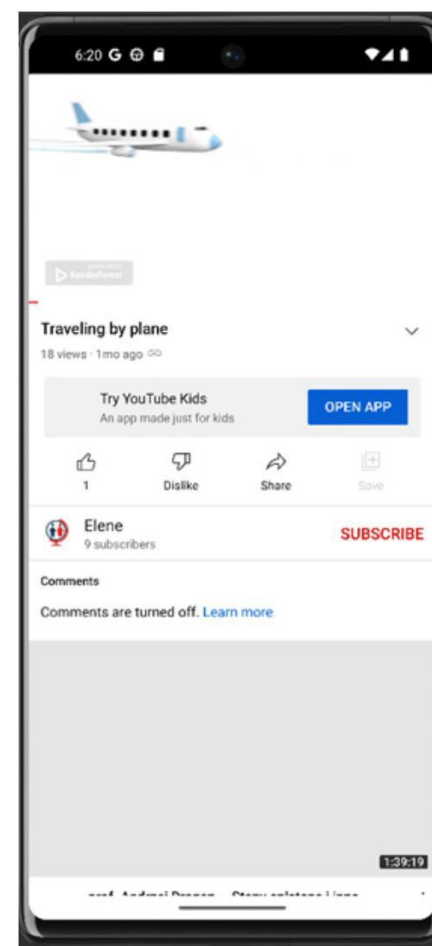 6:20 G
Renderforest
Traveling by plane
18 views · 1mo ago
Try YouTube Kids
An app made just for kids
OPEN APP
1
Dislike
Share
Save
Elene
9 subscribers
SUBSCRIBE
Comments
Comments are turned off. Learn more
1:39:19